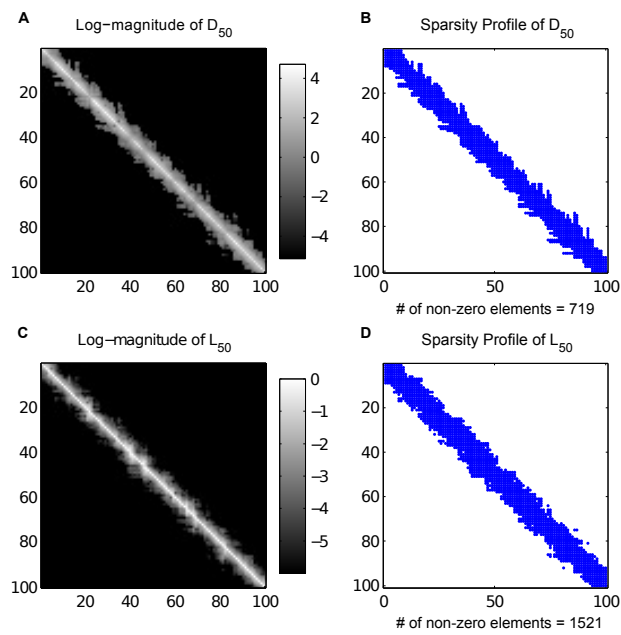 A
Log-magnitude of D50
20
40
60
80
100
20 40 60 80 100
4
2
0
−2
−4
B
Sparsity Profile of D50
20
40
60
80
100
0 50 100
# of non-zero elements = 719
C
Log-magnitude of L50
20
40
60
80
100
20 40 60 80 100
0
−1
−2
−3
−4
−5
D
Sparsity Profile of L50
20
40
60
80
100
0 50 100
# of non-zero elements = 1521